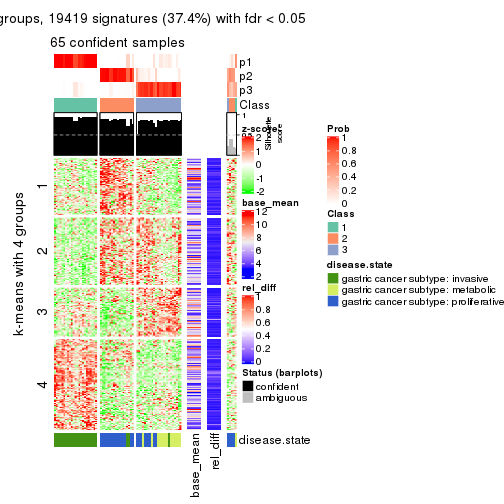 groups, 19419 signatures (37.4%) with fdr < 0.05
65 confident samples
p1
p2
p3
Class
1
Silhouette
score
z-score
2
1
0
-1
-2
base_mean
12
10
8
6
4
2
rel_diff
1
0.8
0.6
0.4
0.2
0
Status (barplots)
confident
ambiguous
Prob
1
0.8
0.6
0.4
0.2
0
Class
1
2
3
disease.state
gastric cancer subtype: invasive
gastric cancer subtype: metabolic
gastric cancer subtype: proliferative
k-means with 4 groups
1
2
3
4
disease.state
base_mean
rel_diff